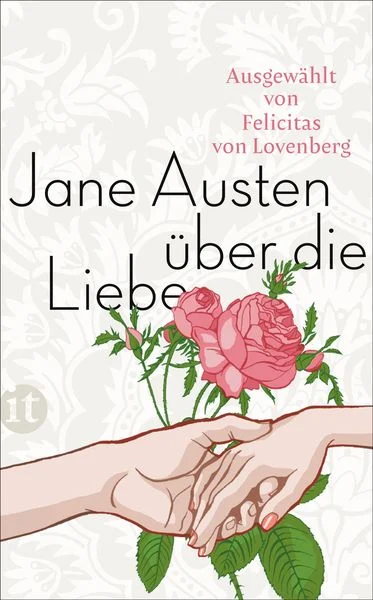 Ausgewählt
von
Felicitas
von Lovenberg
Jane Austen
über die
Liebe
it